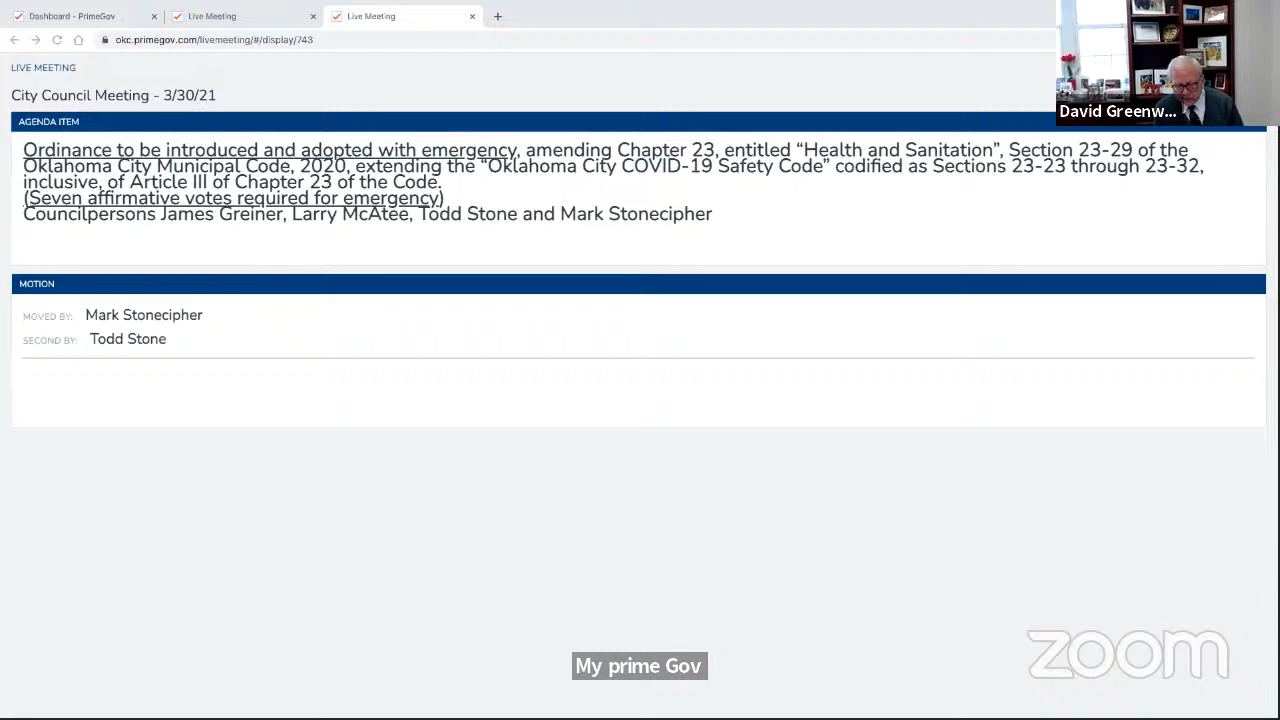 Dashboard - PrimeGov
Live Meeting
Live Meeting
okc.primegov.com/livemeeting/#/display/743
LIVE MEETING
City Council Meeting - 3/30/21
David Greenw...
AGENDA ITEM
Ordinance to be introduced and adopted with emergency, amending Chapter 23, entitled “Health and Sanitation”, Section 23-29 of the
Oklahoma City Municipal Code, 2020, extending the “Oklahoma City COVID-19 Safety Code” codified as Sections 23-23 through 23-32,
inclusive, of Article III of Chapter 23 of the Code.
(Seven affirmative votes required for emergency)
Councilpersons James Greiner, Larry McAtee, Todd Stone and Mark Stonecipher
MOTION
MOVED BY: Mark Stonecipher
SECOND BY: Todd Stone
My prime Gov
zoom